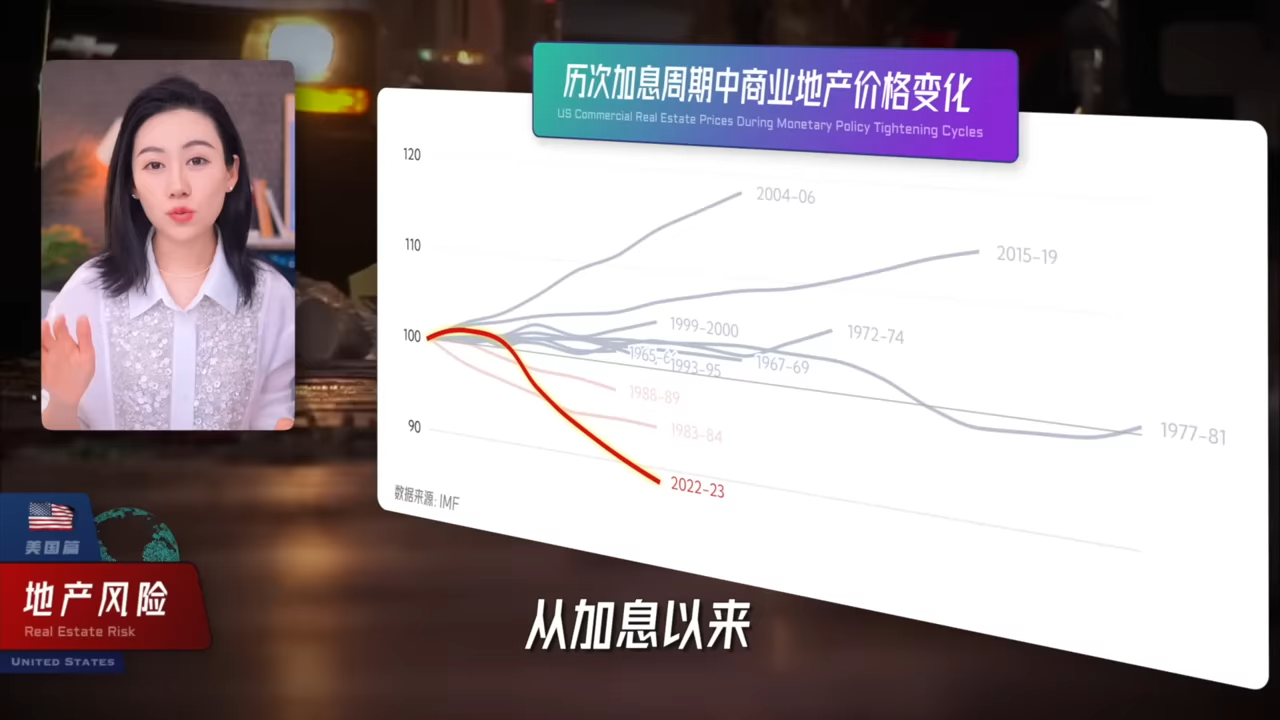 历次加息周期中商业地产价格变化
US Commercial Real Estate Prices During Monetary Policy Tightening Cycles
120
2004-06
110
2015-19
100
1999-2000
1972-74
1993-95
1967-69
1988-89
1983-84
90
1977-81
2022-23
数据来源: IMF
美国篇
地产风险
Real Estate Risk
UNITED STATES
从加息以来